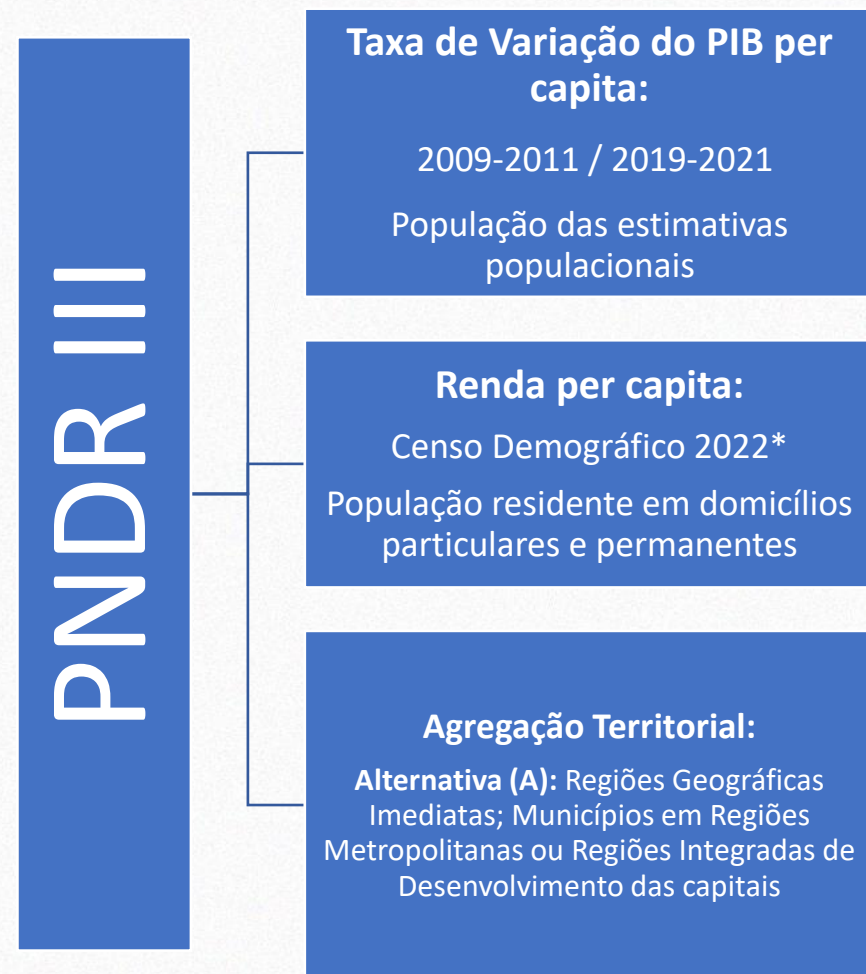 PNDR III
Taxa de Variação do PIB per
capita:
2009-2011 / 2019-2021
População das estimativas
populacionais
Renda per capita:
Censo Demográfico 2022*
População residente em domicílios
particulares e permanentes
Agregação Territorial:
Alternativa (A): Regiões Geográficas
Imediatas; Municípios em Regiões
Metropolitanas ou Regiões Integradas de
Desenvolvimento das capitais